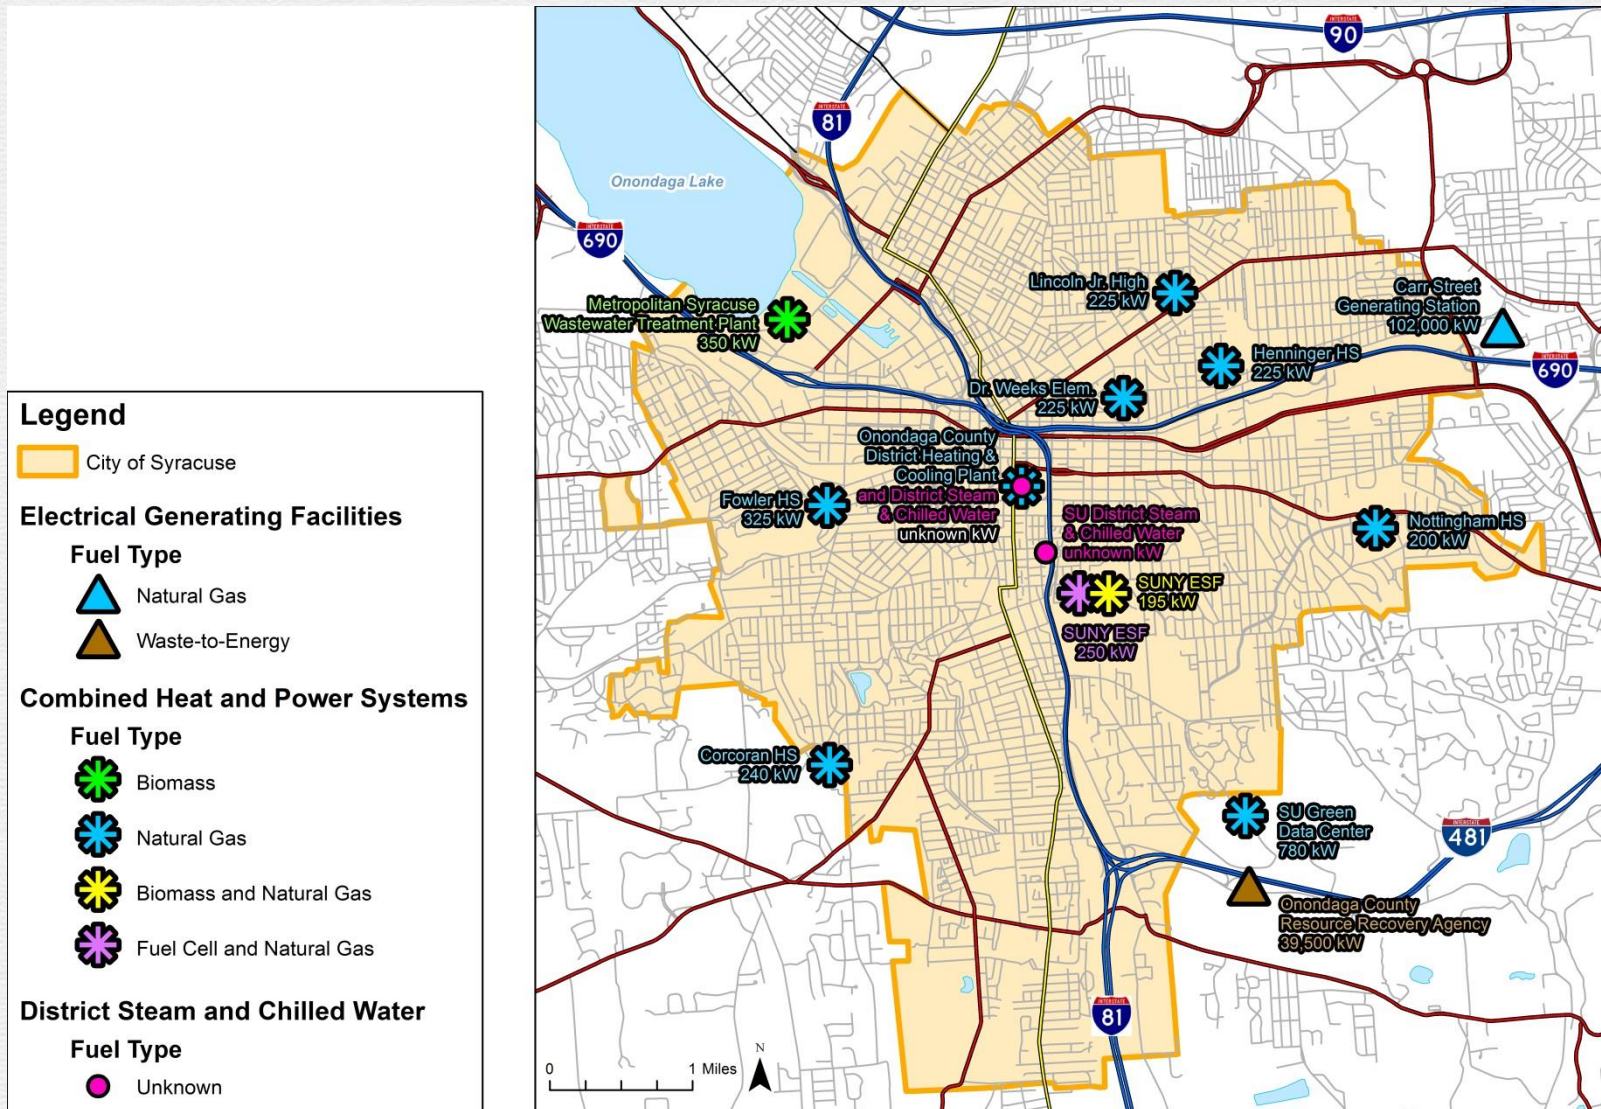 Legend
City of Syracuse
Electrical Generating Facilities
Fuel Type
Natural Gas
Waste-to-Energy
Combined Heat and Power Systems
Fuel Type
Biomass
Natural Gas
Biomass and Natural Gas
Fuel Cell and Natural Gas
District Steam and Chilled Water
Fuel Type
Unknown
INTERSTATE
90
INTERSTATE
81
Onondaga Lake
INTERSTATE
690
Lincoln Jr. High
225 kW
Carr Street
Generating Station
102,000 kW
Metropolitan Syracuse
Wastewater Treatment Plant
350 kW
Henninger HS
225 kW
INTERSTATE
690
Dr. Weeks Elem.
225 kW
Onondaga County
District Heating &
Cooling Plant
and District Steam
& Chilled Water
unknown kW
Fowler HS
325 kW
SU District Steam
& Chilled Water
unknown kW
Nottingham HS
200 kW
SUNY ESF
195 kW
SUNY ESF
250 kW
Corcoran HS
240 kW
SU Green
Data Center
780 kW
INTERSTATE
481
Onondaga County
Resource Recovery Agency
39,500 kW
INTERSTATE
81
0 1 Miles
N